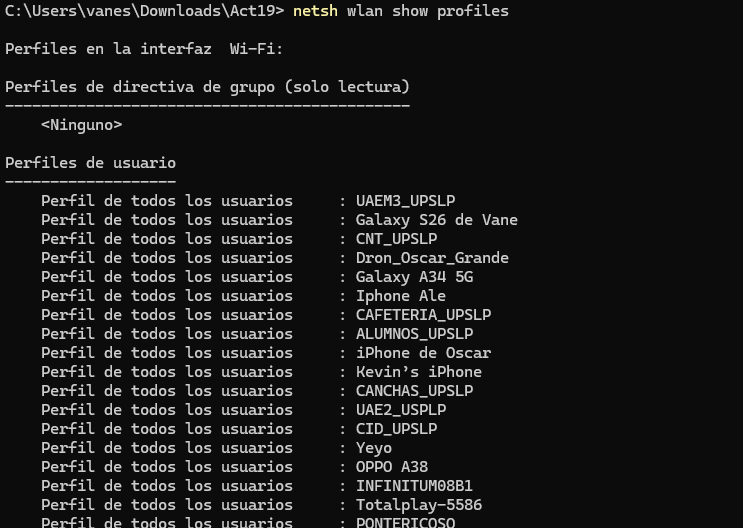 C:\Users\vanes\Downloads\Act19> netsh wlan show profiles
Perfiles en la interfaz  Wi-Fi:
Perfiles de directiva de grupo (solo lectura)
---------------------------------------------
    <Ninguno>
Perfiles de usuario
-------------------
    Perfil de todos los usuarios     : UAEM3_UPSLP
    Perfil de todos los usuarios     : Galaxy S26 de Vane
    Perfil de todos los usuarios     : CNT_UPSLP
    Perfil de todos los usuarios     : Dron_Oscar_Grande
    Perfil de todos los usuarios     : Galaxy A34 5G
    Perfil de todos los usuarios     : Iphone Ale
    Perfil de todos los usuarios     : CAFETERIA_UPSLP
    Perfil de todos los usuarios     : ALUMNOS_UPSLP
    Perfil de todos los usuarios     : iPhone de Oscar
    Perfil de todos los usuarios     : Kevin’s iPhone
    Perfil de todos los usuarios     : CANCHAS_UPSLP
    Perfil de todos los usuarios     : UAE2_USPLP
    Perfil de todos los usuarios     : CID_UPSLP
    Perfil de todos los usuarios     : Yeyo
    Perfil de todos los usuarios     : OPPO A38
    Perfil de todos los usuarios     : INFINITUM08B1
    Perfil de todos los usuarios     : Totalplay-5586
    Perfil de todos los usuarios     : PONTERICOSO